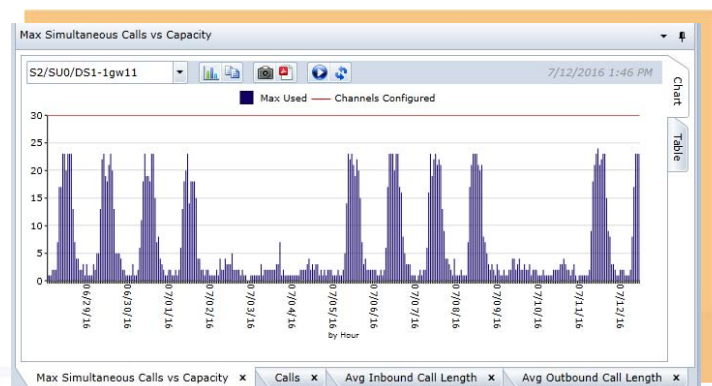 Max Simultaneous Calls vs Capacity
S2/SU0/DS1-1gw11
7/12/2016 1:46 PM
Chart
Table
Max Used
Channels Configured
30
25
20
15
10
5
0
06/29/16
06/30/16
07/01/16
07/02/16
07/03/16
07/04/16
07/05/16
07/06/16
07/07/16
07/08/16
07/09/16
07/10/16
07/11/16
07/12/16
by Hour
Max Simultaneous Calls vs Capacity x Calls x Avg Inbound Call Length x Avg Outbound Call Length x